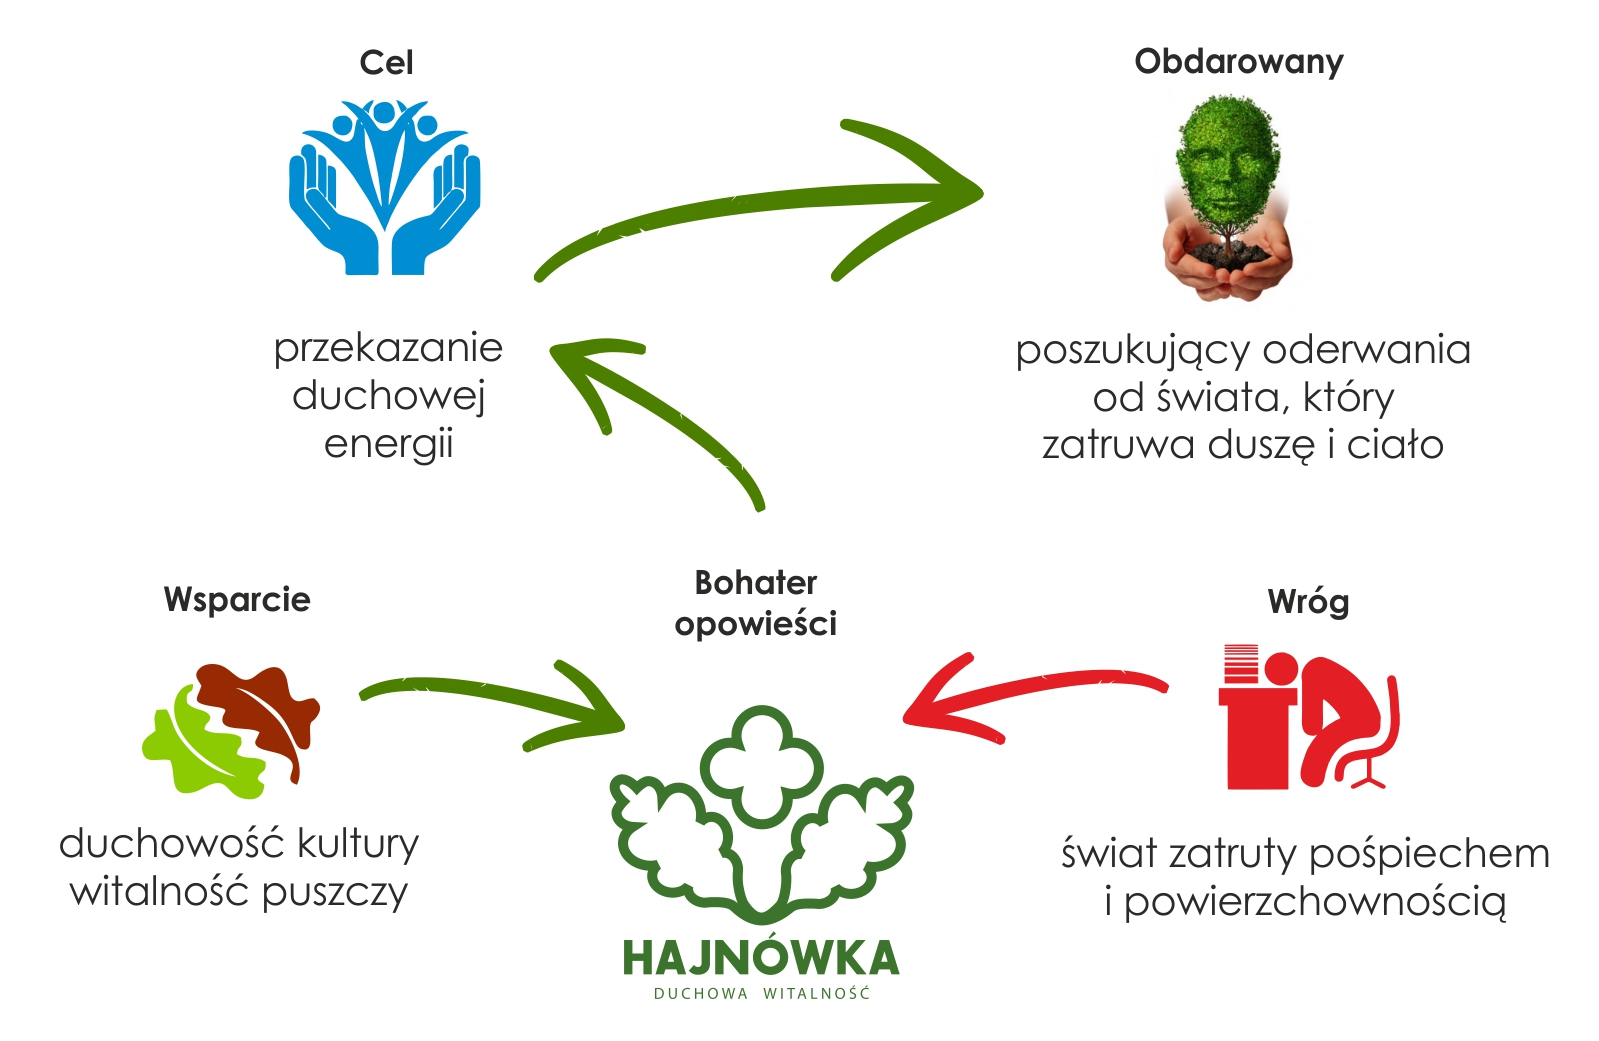 Cel
przekazanie
duchowej
energii
Obdarowany
poszukujący oderwania
od świata, który
zatruwa duszę i ciało
Wsparcie
duchowość kultury
witalność puszczy
Bohater
opowieści
HAJNÓWKA
DUCHOWA WITALNOŚĆ
Wróg
świat zatruty pośpiechem
i powierzchownością